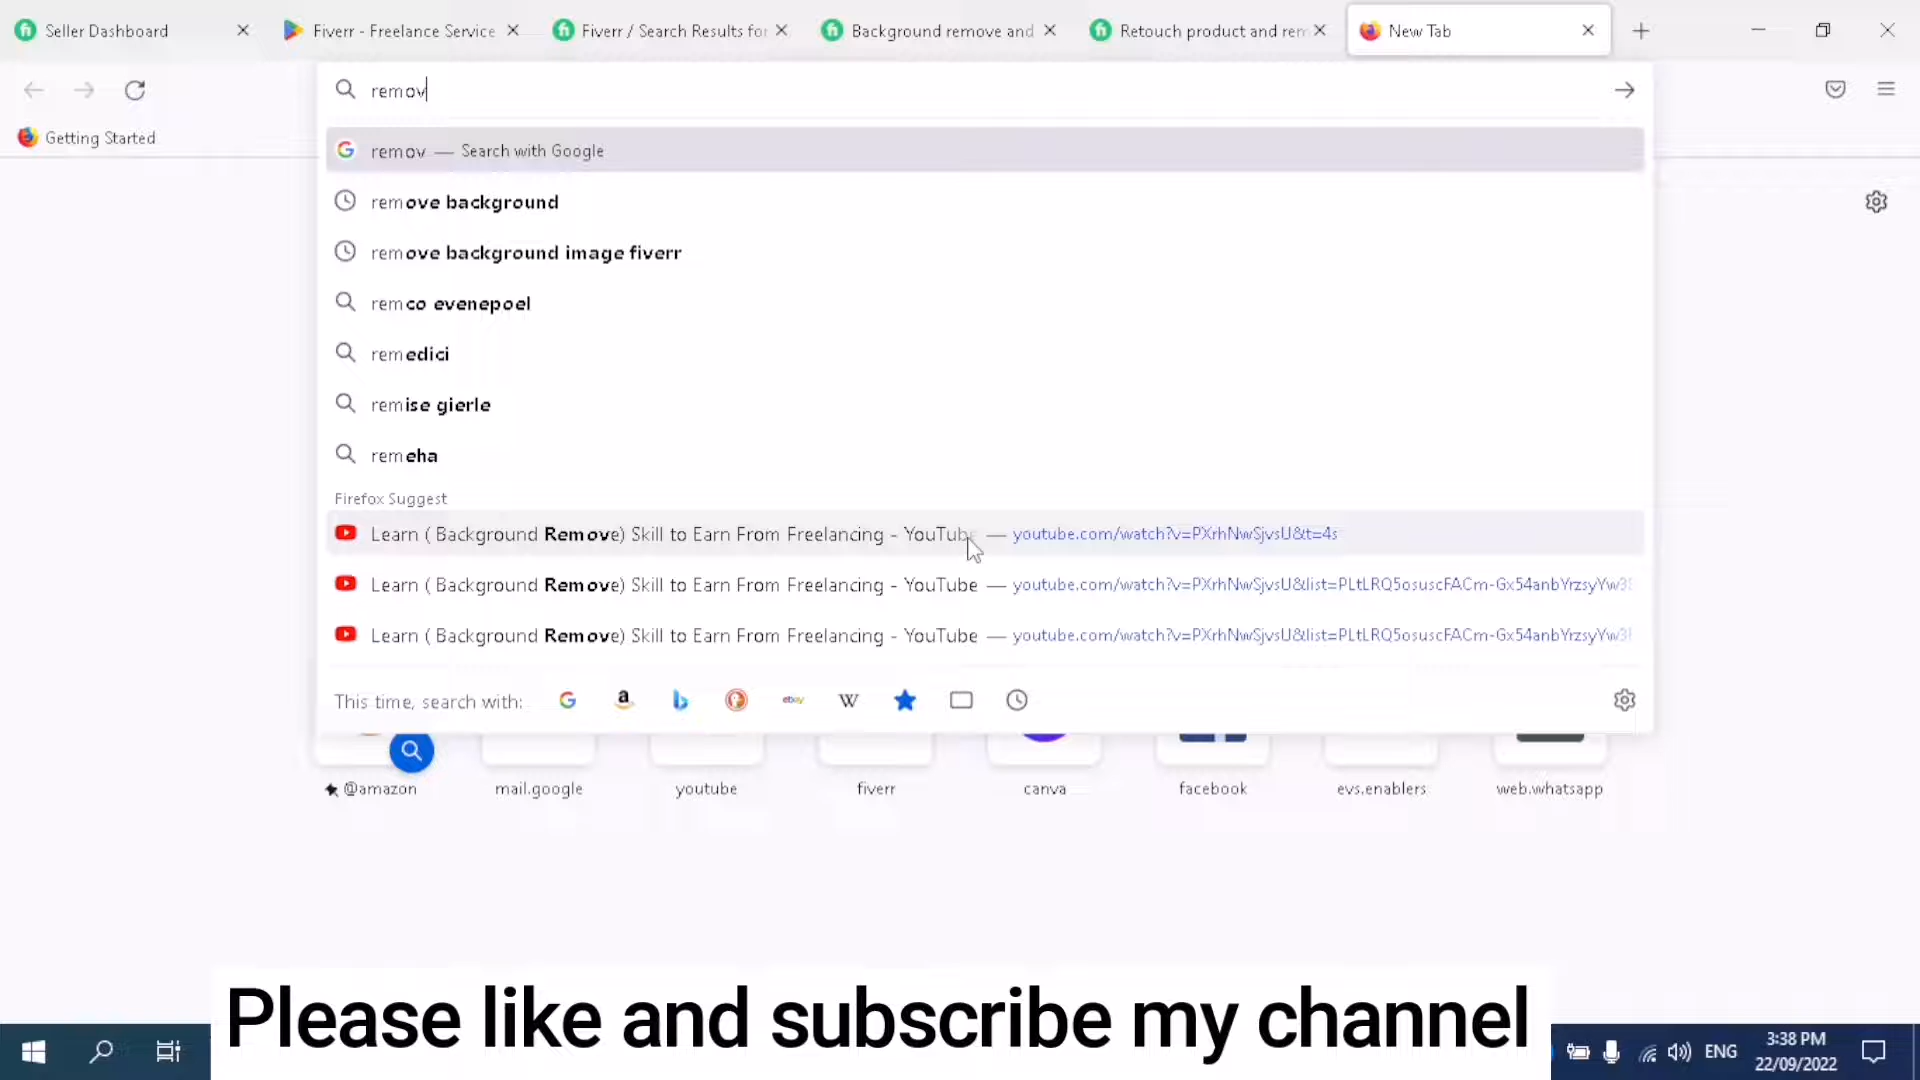 Seller Dashboard
Fiverr - Freelance Service
Fiverr / Search Results for
Background remove and
Retouch product and rem
New Tab
remov
Getting Started
remov — Search with Google
remove background
remove background image fiverr
remco evenepoel
remedici
remise gierle
remeha
Firefox Suggest
Learn ( Background Remove) Skill to Earn From Freelancing - YouTube — youtube.com/watch?v=PXrhNwSjvsU&t=4s
Learn ( Background Remove) Skill to Earn From Freelancing - YouTube — youtube.com/watch?v=PXrhNwSjvsU&list=PLtLRQ5osuscFACm-Gx54anbYrzsyYw3
Learn ( Background Remove) Skill to Earn From Freelancing - YouTube — youtube.com/watch?v=PXrhNwSjvsU&list=PLtLRQ5osuscFACm-Gx54anbYrzsyYw3
This time, search with:
ebay
W
@amazon
mail.google
youtube
fiverr
canva
facebook
evs.enablers
web.whatsapp
Please like and subscribe my channel
ENG
3:38 PM
22/09/2022